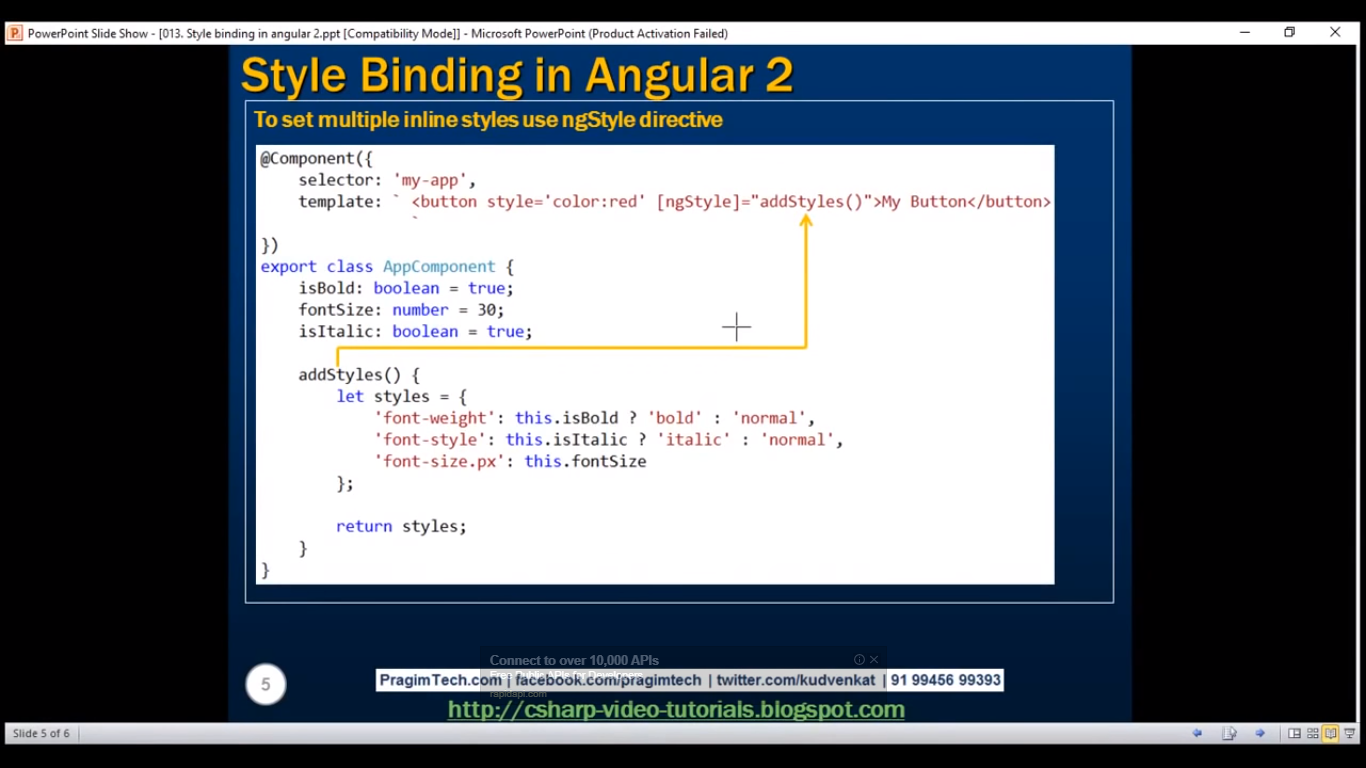 PowerPoint Slide Show - [013. Style binding in angular 2.ppt [Compatibility Mode]] - Microsoft PowerPoint (Product Activation Failed)
Style Binding in Angular 2
To set multiple inline styles use ngStyle directive
@Component({
    selector: 'my-app',
    template: ` <button style='color:red' [ngStyle]="addStyles()">My Button</button>
                `
})
export class AppComponent {
    isBold: boolean = true;
    fontSize: number = 30;
    isItalic: boolean = true;
    addStyles() {
        let styles = {
            'font-weight': this.isBold ? 'bold' : 'normal',
            'font-style': this.isItalic ? 'italic' : 'normal',
            'font-size.px': this.fontSize
        };
        return styles;
    }
}
Connect to over 10,000 APIs
Free Public APIs for Developers
5
PragimTech.com | facebook.com/pragimtech | twitter.com/kudvenkat | 91 99456 99393
rapidapi.com
http://csharp-video-tutorials.blogspot.com
Slide 5 of 6